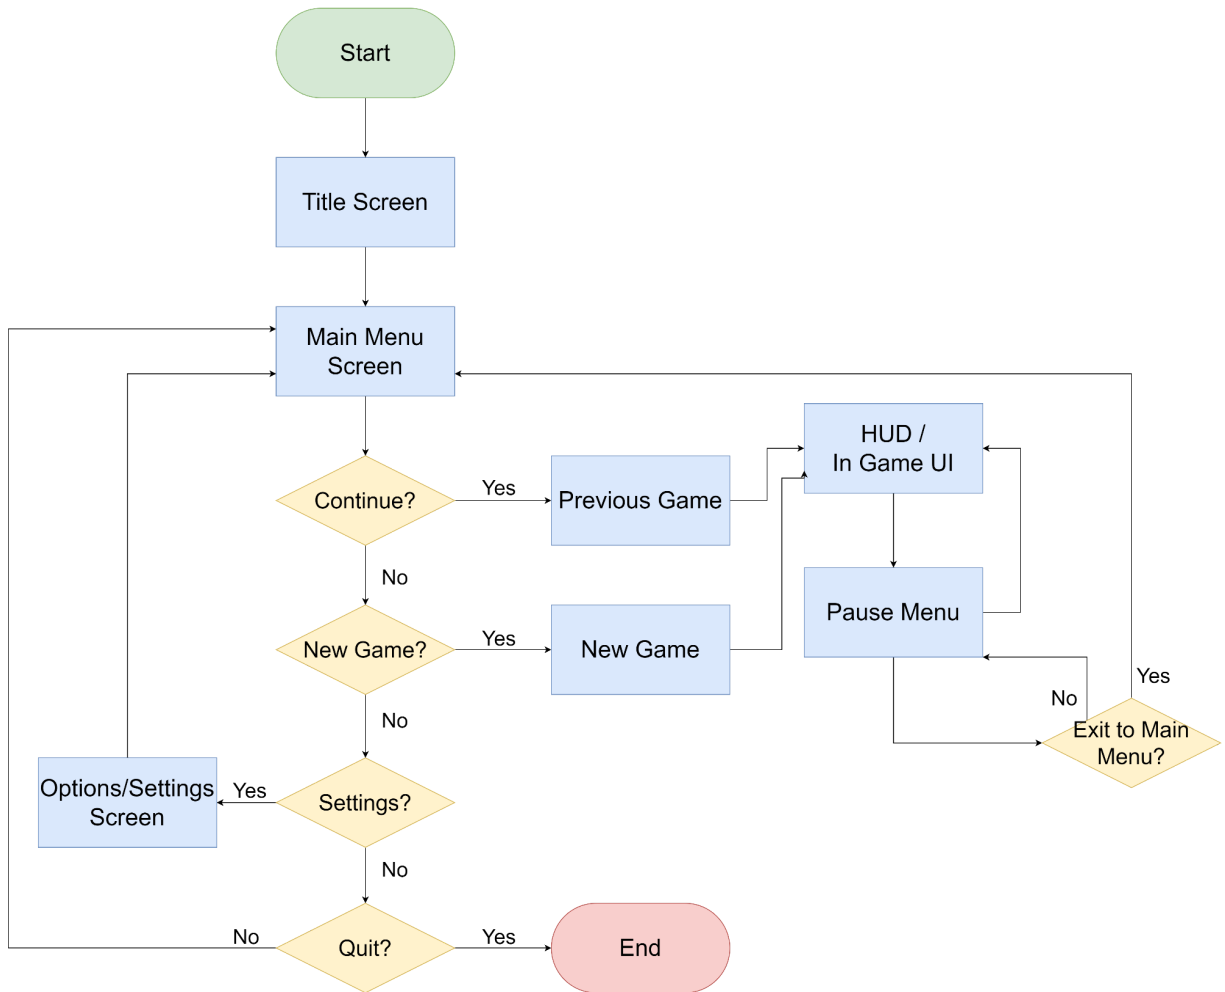 Start
Title Screen
Main Menu
Screen
HUD /
In Game UI
Continue?
Yes
Previous Game
No
Pause Menu
New Game?
Yes
New Game
No
Yes
No
Exit to Main
Menu?
Options/Settings
Screen
Yes
Settings?
No
No
Quit?
Yes
End